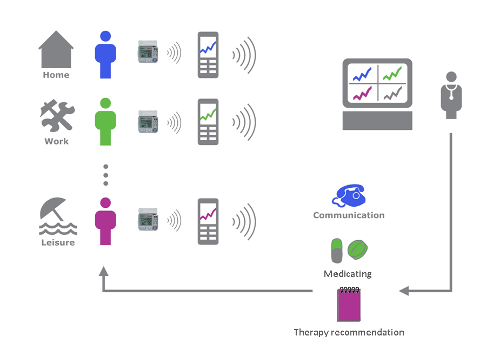 Home
Work
Leisure
Communication
Medicating
Therapy recommendation